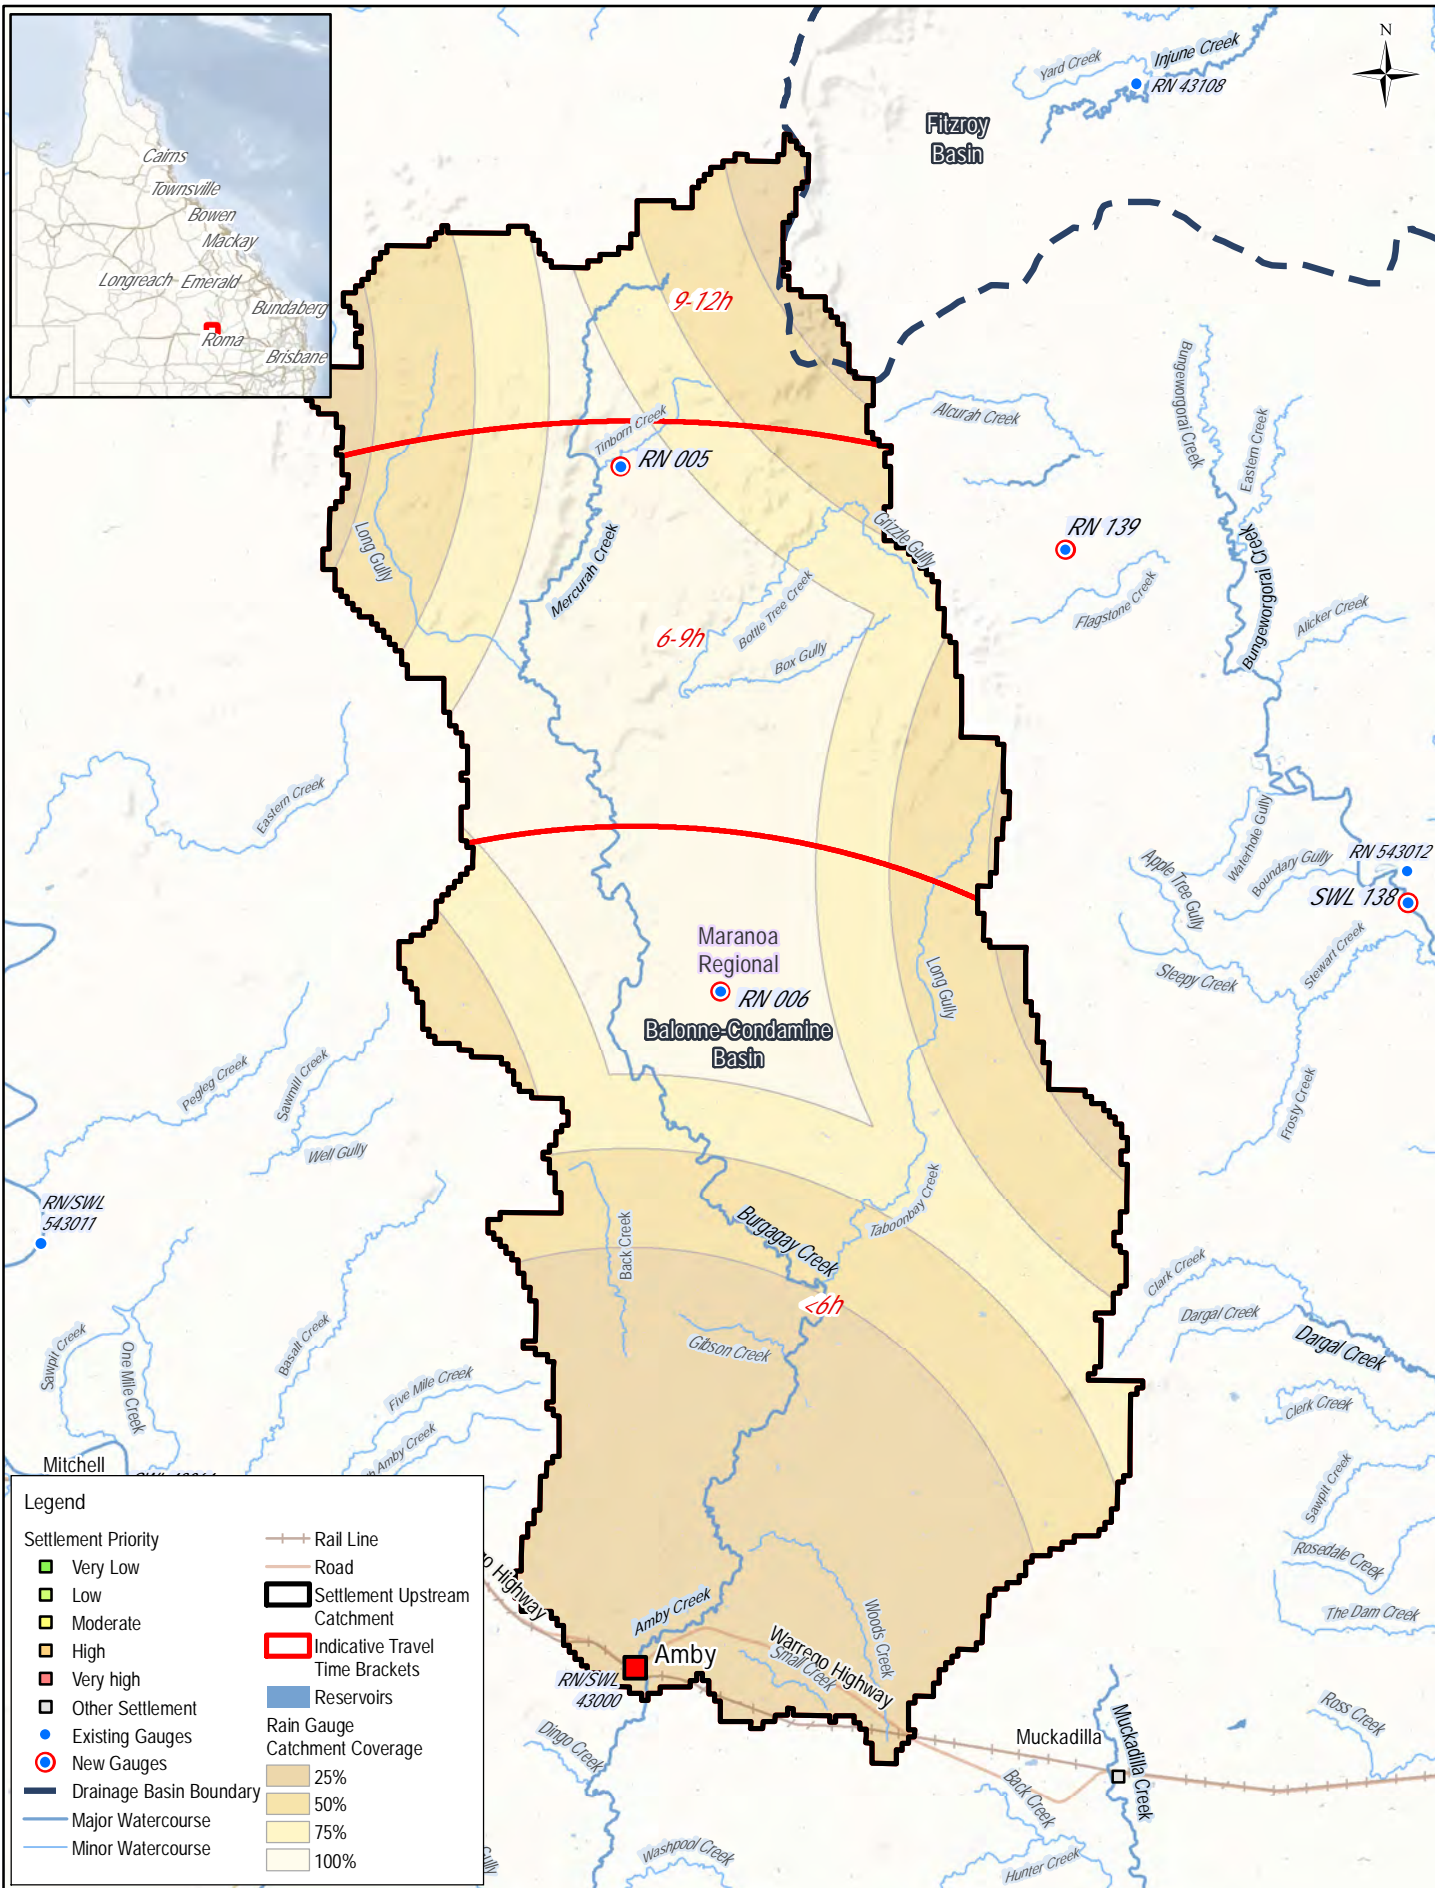 N
Cairns
Townsville
Bowen
Mackay
Longreach
Emerald
Bundaberg
Roma
Brisbane
Yard Creek
Injune Creek
RN 43108
Fitzroy
Basin
9-12h
Tinborn Creek
RN 005
Alcurah Creek
Bungeworgorai Creek
Eastern Creek
Long Gully
Mercurah Creek
Grizzle Gully
RN 139
Flagstone Creek
Bottle Tree Creek
6-9h
Box Gully
Bungeworgorai Creek
Alicker Creek
Eastern Creek
Waterhole Gully
Boundary Gully
Apple Tree Gully
RN 543012
SWL 138
Stewart Creek
Sleepy Creek
Maranoa
Regional
RN 006
Balonne-Condamine
Basin
Long Gully
Pegleg Creek
Sawmill Creek
Well Gully
Frosty Creek
RN/SWL
543011
Back Creek
Burgagay Creek
Taboonbay Creek
<6h
Gibson Creek
Clark Creek
Dargal Creek
Dargal Creek
Clerk Creek
Sawpit Creek
One Mile Creek
Basalt Creek
Five Mile Creek
Amby Creek
Mitchell
Sawpit Creek
Rosedale Creek
The Dam Creek
Highway
Amby Creek
Woods Creek
Warrego Highway
Small Creek
Amby
RN/SWL
43000
Dingo Creek
Muckadilla
Muckadilla Creek
Ross Creek
Back Creek
Hunter Creek
Washpool Creek
Legend
Settlement Priority
Very Low
Low
Moderate
High
Very high
Other Settlement
Existing Gauges
New Gauges
Drainage Basin Boundary
Major Watercourse
Minor Watercourse
Rail Line
Road
Settlement Upstream
Catchment
Indicative Travel
Time Brackets
Reservoirs
Rain Gauge
Catchment Coverage
25%
50%
75%
100%